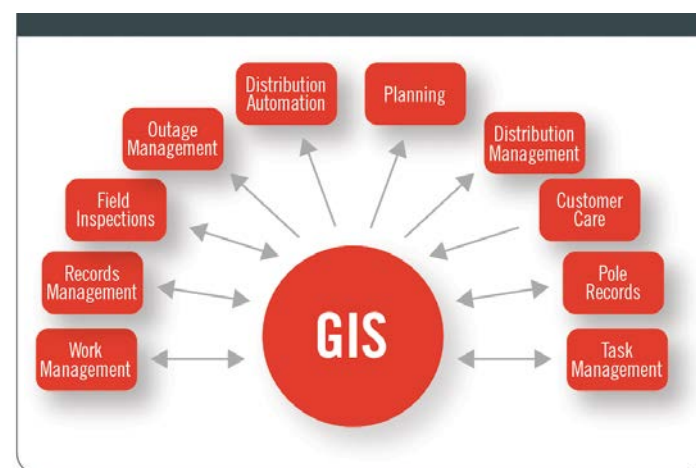 Distribution
Automation
Planning
Outage
Management
Distribution
Management
Field
Inspections
Customer
Care
Records
Management
GIS
Pole
Records
Work
Management
Task
Management